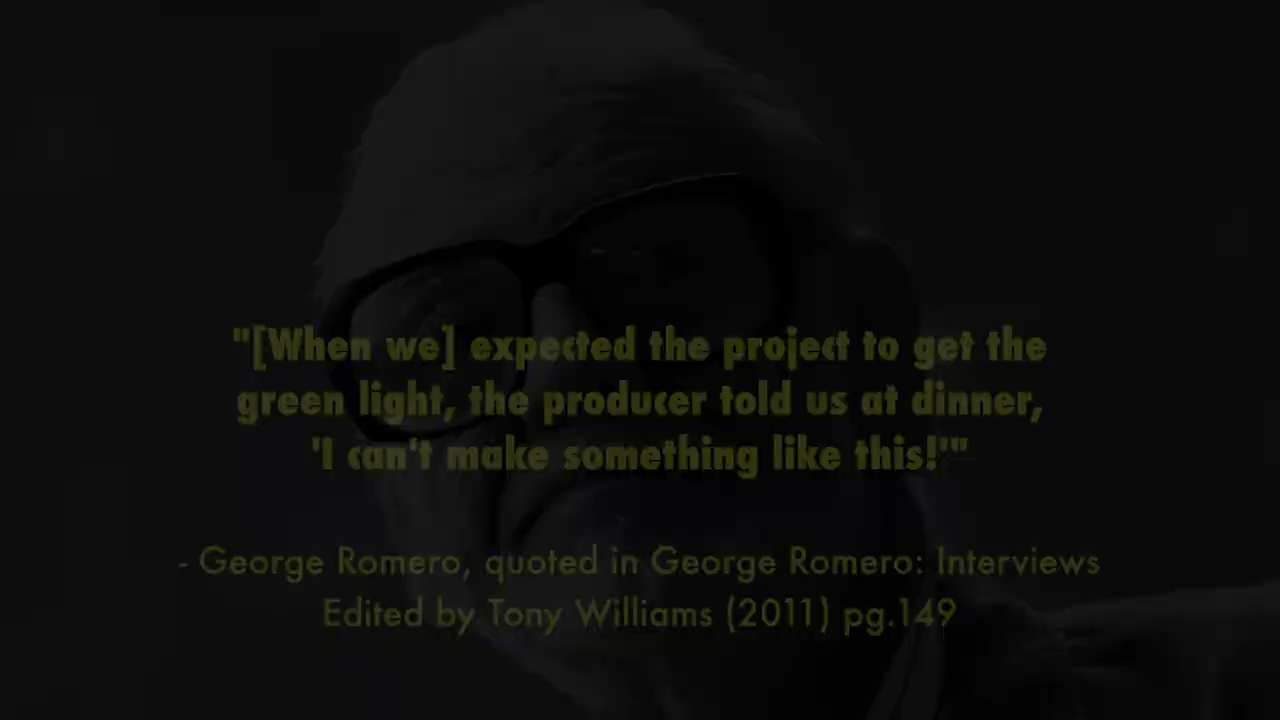 "[When we] expected the project to get the
green light, the producer told us at dinner,
'I can't make something like this!'"
- George Romero, quoted in George Romero: Interviews
Edited by Tony Williams (2011) pg.149